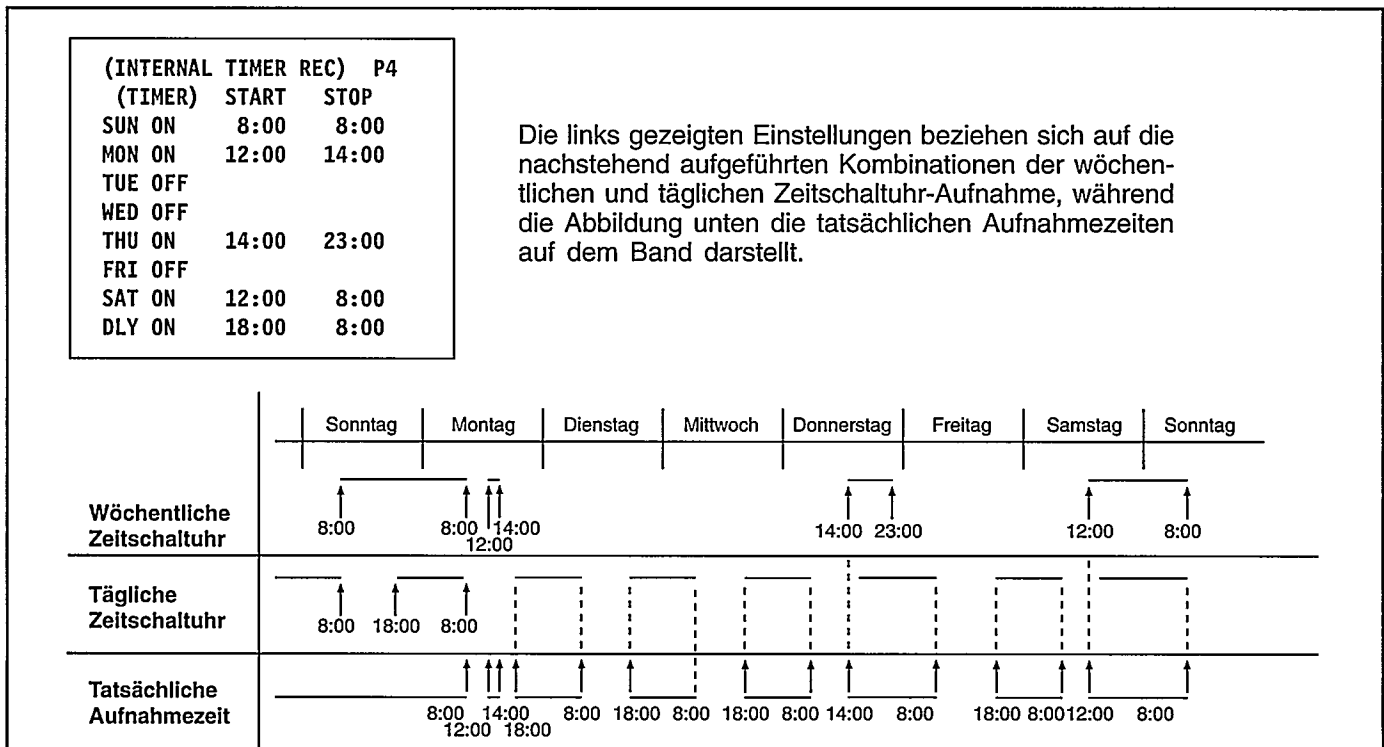 (INTERNAL TIMER REC) P4
(TIMER) START STOP
SUN ON 8:00 8:00
MON ON 12:00 14:00
TUE OFF
WED OFF
THU ON 14:00 23:00
FRI OFF
SAT ON 12:00 8:00
DLY ON 18:00 8:00
Die links gezeigten Einstellungen beziehen sich auf die
nachstehend aufgeführten Kombinationen der wöchen-
tlichen und täglichen Zeitschaltuhr-Aufnahme, während
die Abbildung unten die tatsächlichen Aufnahmezeiten
auf dem Band darstellt.
Sonntag Montag Dienstag Mittwoch Donnerstag Freitag Samstag Sonntag
Wöchentliche
Zeitschaltuhr
8:00 8:00 14:00 14:00 23:00 12:00 8:00
12:00
Tägliche
Zeitschaltuhr
8:00 18:00 8:00
Tatsächliche
Aufnahmezeit
8:00 14:00 8:00 18:00 8:00 18:00 8:00 14:00 8:00 18:00 8:00 12:00 8:00
12:00 18:00